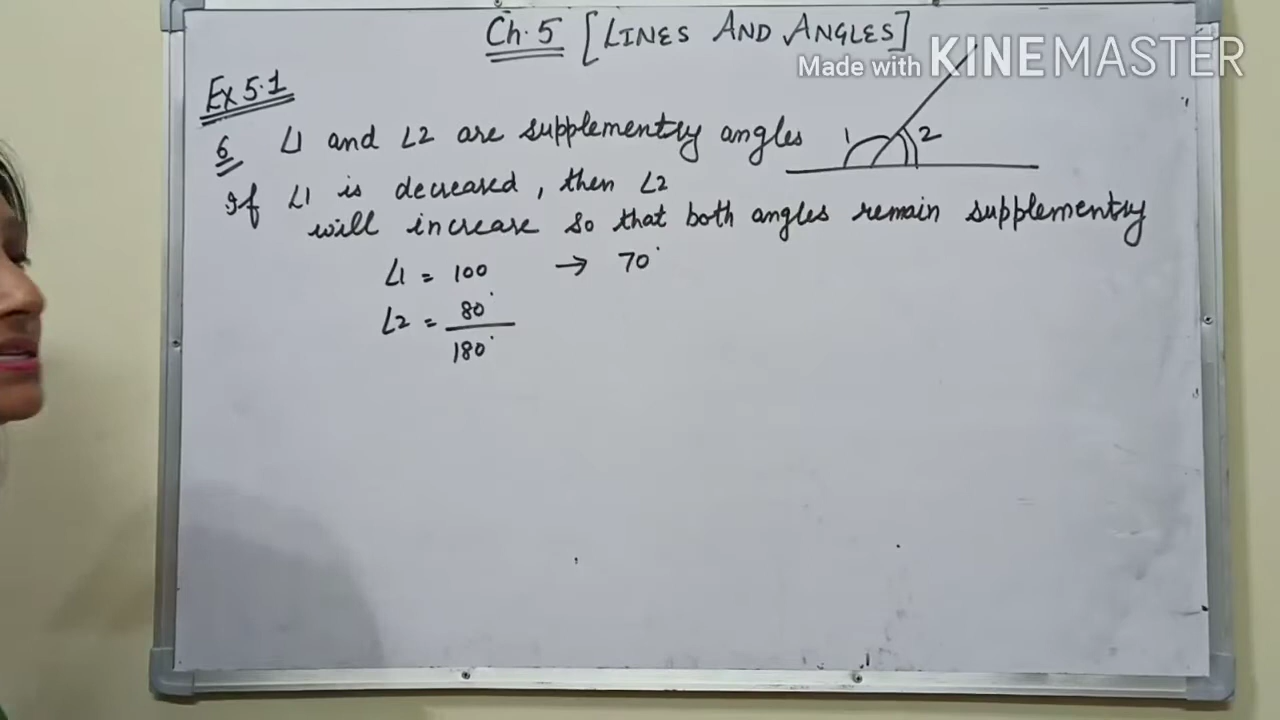 Ch. 5 [LINES AND ANGLES]
Made with KINEMASTER
Ex 5.1
6 ∠1 and ∠2 are supplementry angles
1 2
If ∠1 is decreased, then ∠2
will increase so that both angles remain supplementry
∠1 = 100 → 70°
∠2 = 80°
180°